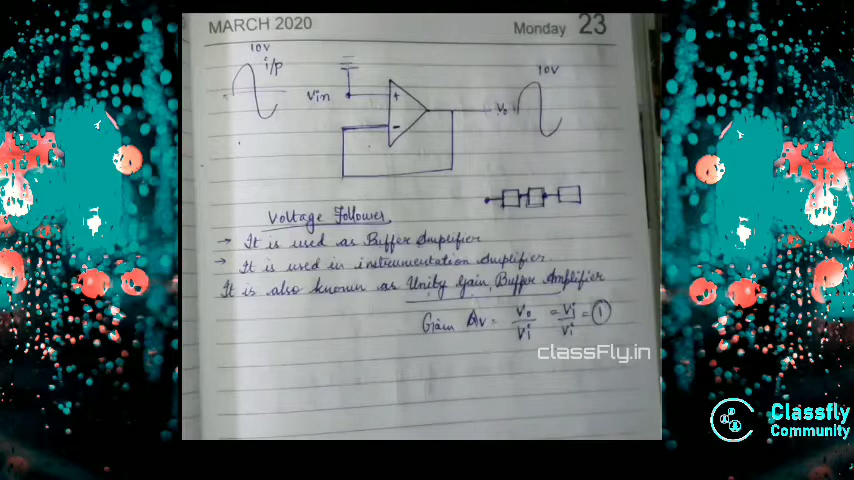 MARCH 2020
Monday 23
10V
i/p
Vin
+
-
Vo
10V
Voltage Follower
→ It is used as Buffer Amplifier
→ It is used in instrumentation Amplifier.
It is also known as Unity Gain, Buffer Amplifier
Gain Av = Vo/Vi = Vi/Vi = 1
classFly.in
Classfly
Community